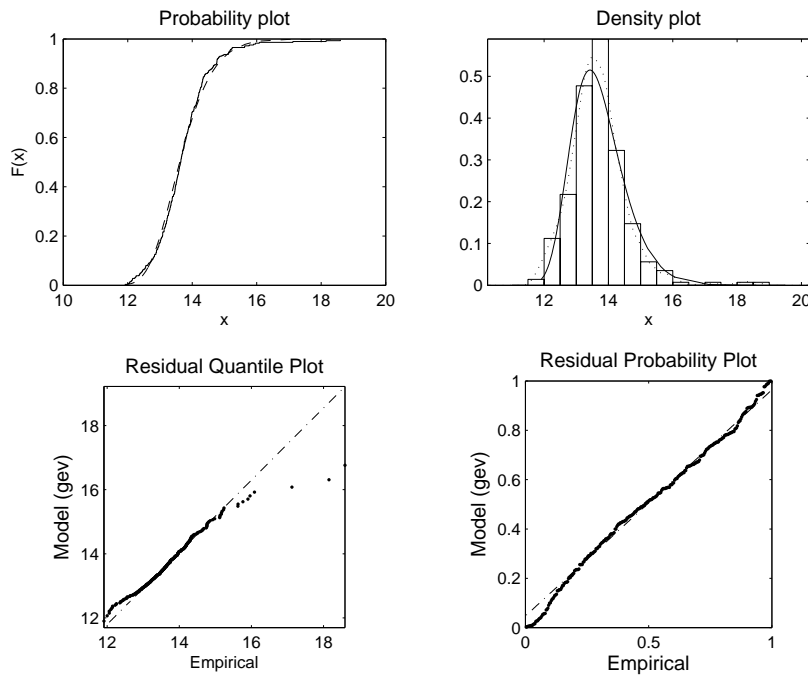 Probability plot
1
0.8
0.6
0.4
0.2
0
F(x)
10 12 14 16 18 20
x
Density plot
0.5
0.4
0.3
0.2
0.1
0
12 14 16 18 20
x
Residual Quantile Plot
18
16
14
12
Model (gev)
12 14 16 18
Empirical
Residual Probability Plot
1
0.8
0.6
0.4
0.2
0
Model (gev)
0 0.5 1
Empirical